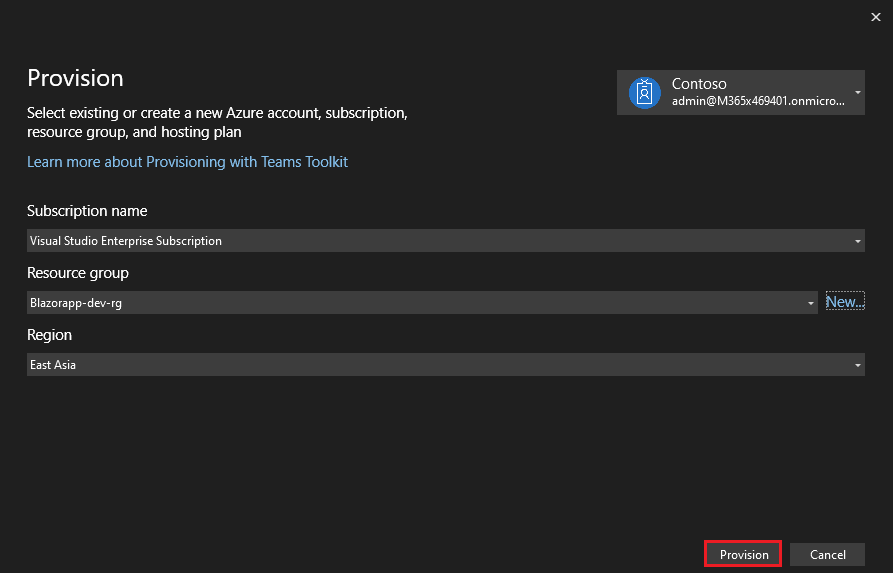 Provision
Contoso
admin@M365x469401.onmicro...
Select existing or create a new Azure account, subscription,
resource group, and hosting plan
Learn more about Provisioning with Teams Toolkit
Subscription name
Visual Studio Enterprise Subscription
Resource group
Blazorapp-dev-rg
New...
Region
East Asia
Provision
Cancel